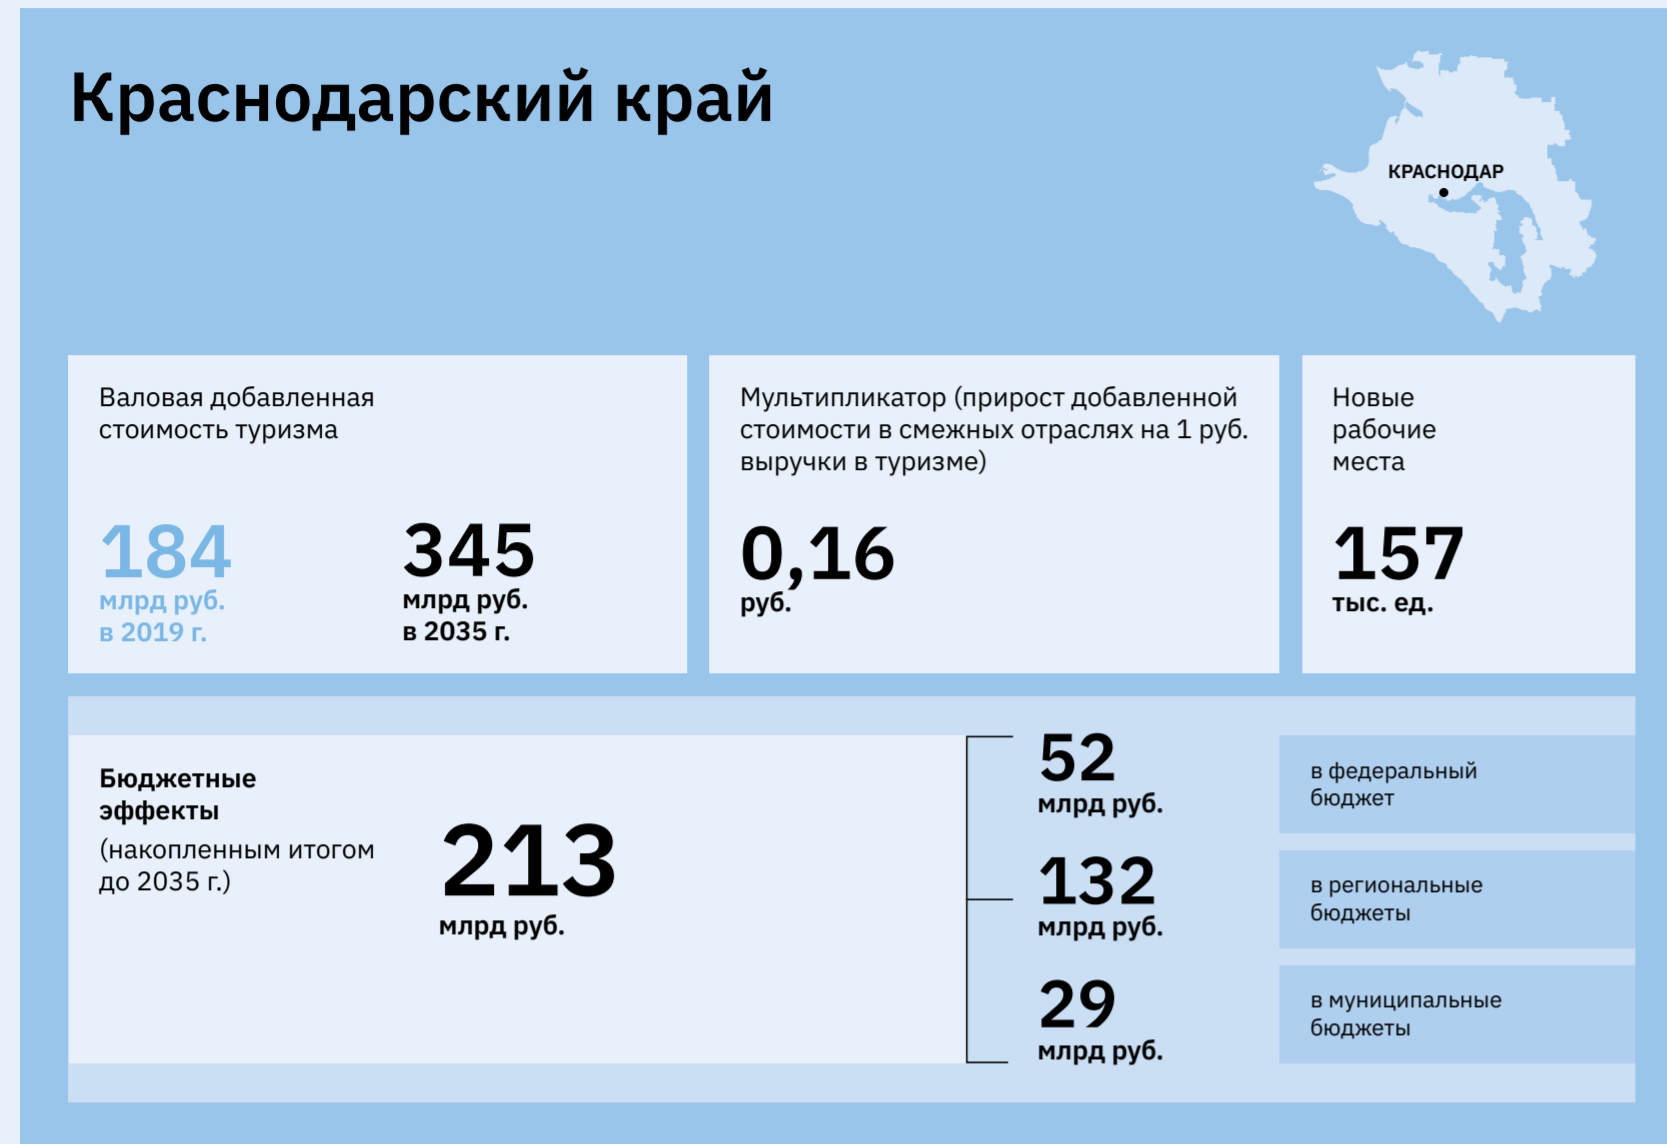 Краснодарский край
КРАСНОДАР
Валовая добавленная
стоимость туризма
184
млрд руб.
в 2019 г.
345
млрд руб.
в 2035 г.
Мультипликатор (прирост добавленной
стоимости в смежных отраслях на 1 руб.
выручки в туризме)
0,16
руб.
Новые
рабочие
места
157
тыс. ед.
Бюджетные
эффекты
(накопленным итогом
до 2035 г.)
213
млрд руб.
52
млрд руб.
в федеральный
бюджет
132
млрд руб.
в региональные
бюджеты
29
млрд руб.
в муниципальные
бюджеты